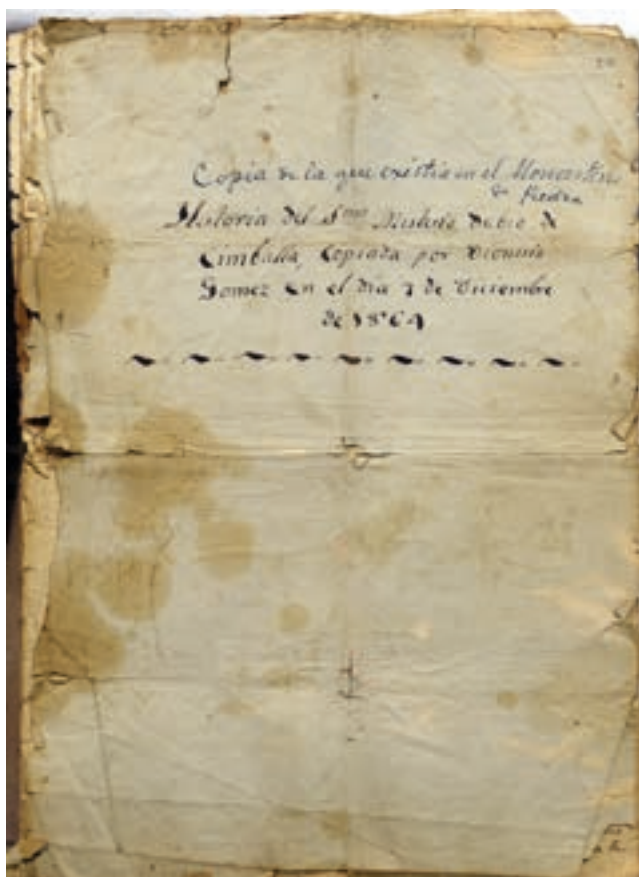 Copia de la que existia en el Monasterio
de Piedra
Historia del Smo Misterio Dubio de
Cimballa, Copiada por Dionisio
Gomez en el dia 7 de Diciembre
de 1864